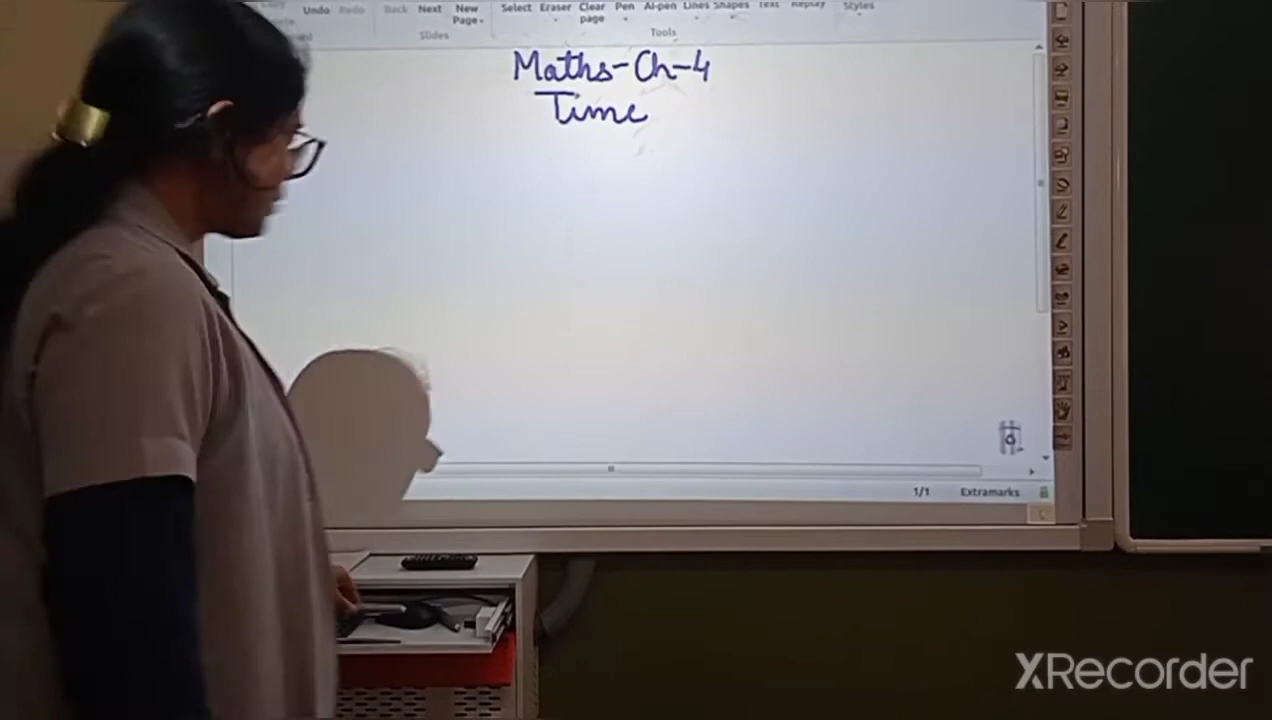 Undo Redo Back Next New Select Eraser Clear Pen AI-pen Lines Shapes Text Replay Styles
Page page
Slides Tools
Maths-Ch-4
Time
1/1 Extramarks
XRecorder